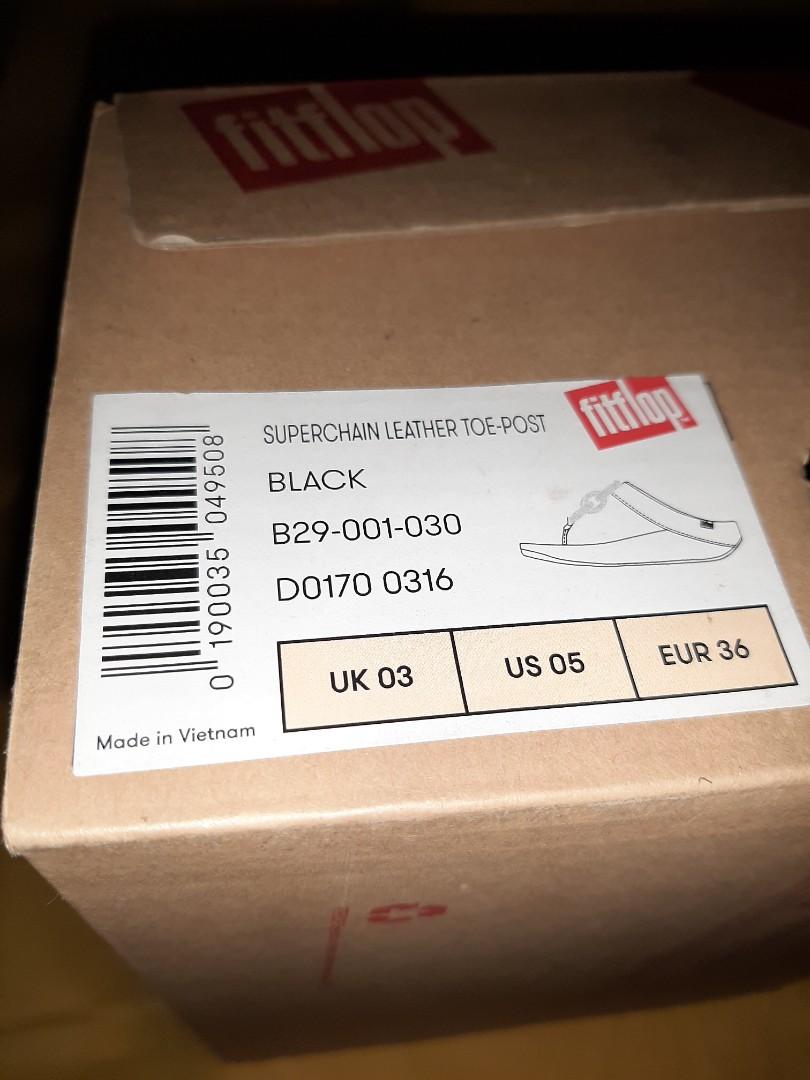 fitflop
SUPERCHAIN LEATHER TOE-POST
fitflop
BLACK
B29-001-030
D0170 0316
UK 03
US 05
EUR 36
0 190035 049508
Made in Vietnam